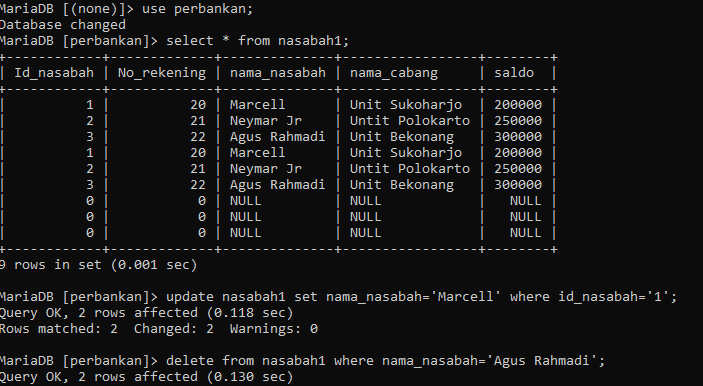 MariaDB [(none)]> use perbankan;
Database changed
MariaDB [perbankan]> select * from nasabah1;
+------------+-------------+--------------+-----------------+--------+
| Id_nasabah | No_rekening | nama_nasabah | nama_cabang     | saldo  |
+------------+-------------+--------------+-----------------+--------+
|          1 |          20 | Marcell      | Unit Sukoharjo  | 200000 |
|          2 |          21 | Neymar Jr    | Untit Polokarto | 250000 |
|          3 |          22 | Agus Rahmadi | Unit Bekonang   | 300000 |
|          1 |          20 | Marcell      | Unit Sukoharjo  | 200000 |
|          2 |          21 | Neymar Jr    | Untit Polokarto | 250000 |
|          3 |          22 | Agus Rahmadi | Unit Bekonang   | 300000 |
|          0 |           0 | NULL         | NULL            |   NULL |
|          0 |           0 | NULL         | NULL            |   NULL |
|          0 |           0 | NULL         | NULL            |   NULL |
+------------+-------------+--------------+-----------------+--------+
9 rows in set (0.001 sec)
MariaDB [perbankan]> update nasabah1 set nama_nasabah='Marcell' where id_nasabah='1';
Query OK, 2 rows affected (0.118 sec)
Rows matched: 2  Changed: 2  Warnings: 0
MariaDB [perbankan]> delete from nasabah1 where nama_nasabah='Agus Rahmadi';
Query OK, 2 rows affected (0.130 sec)